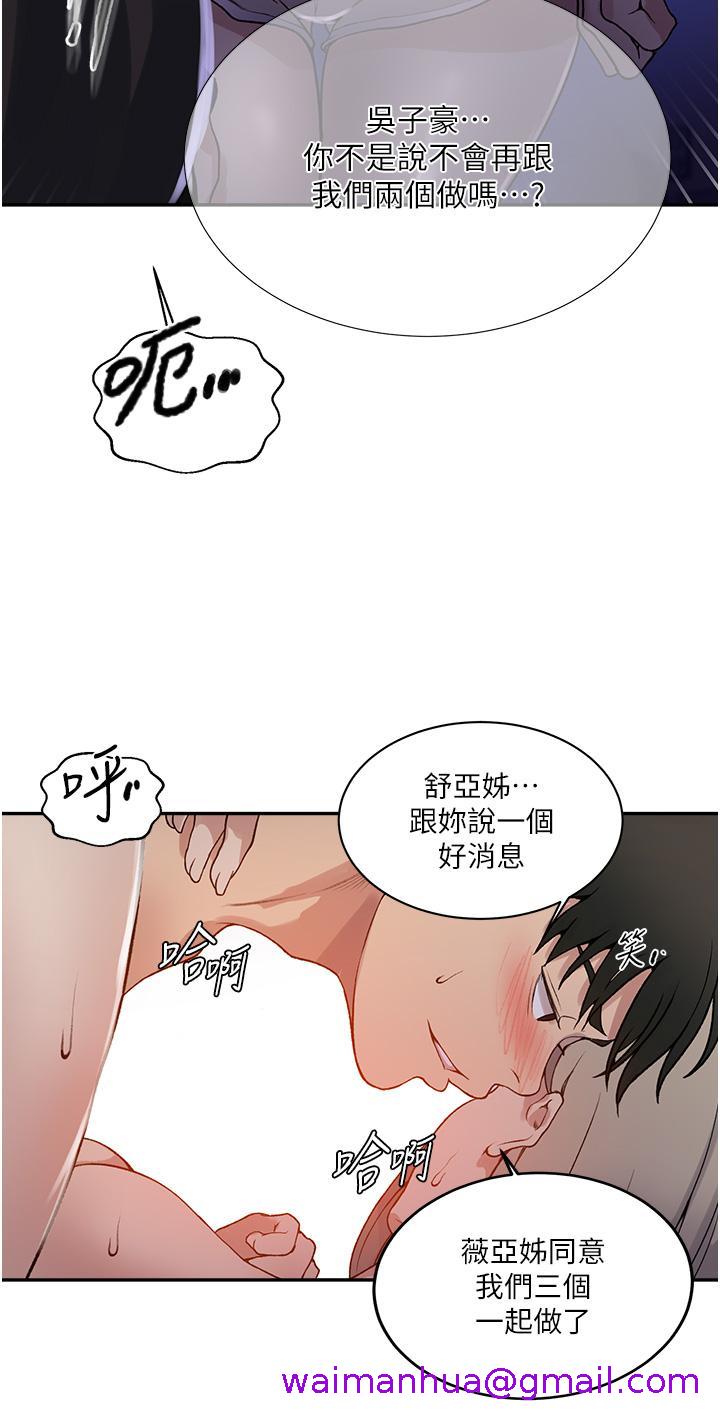 吳子豪…
你不是說不會再跟
我們兩個做嗎…?
呃…
呼
舒亞姊…
跟妳說一個
好消息
笑
哈啊
哈啊
薇亞姊同意
我們三個
一起做了
waimanhua@gmail.com